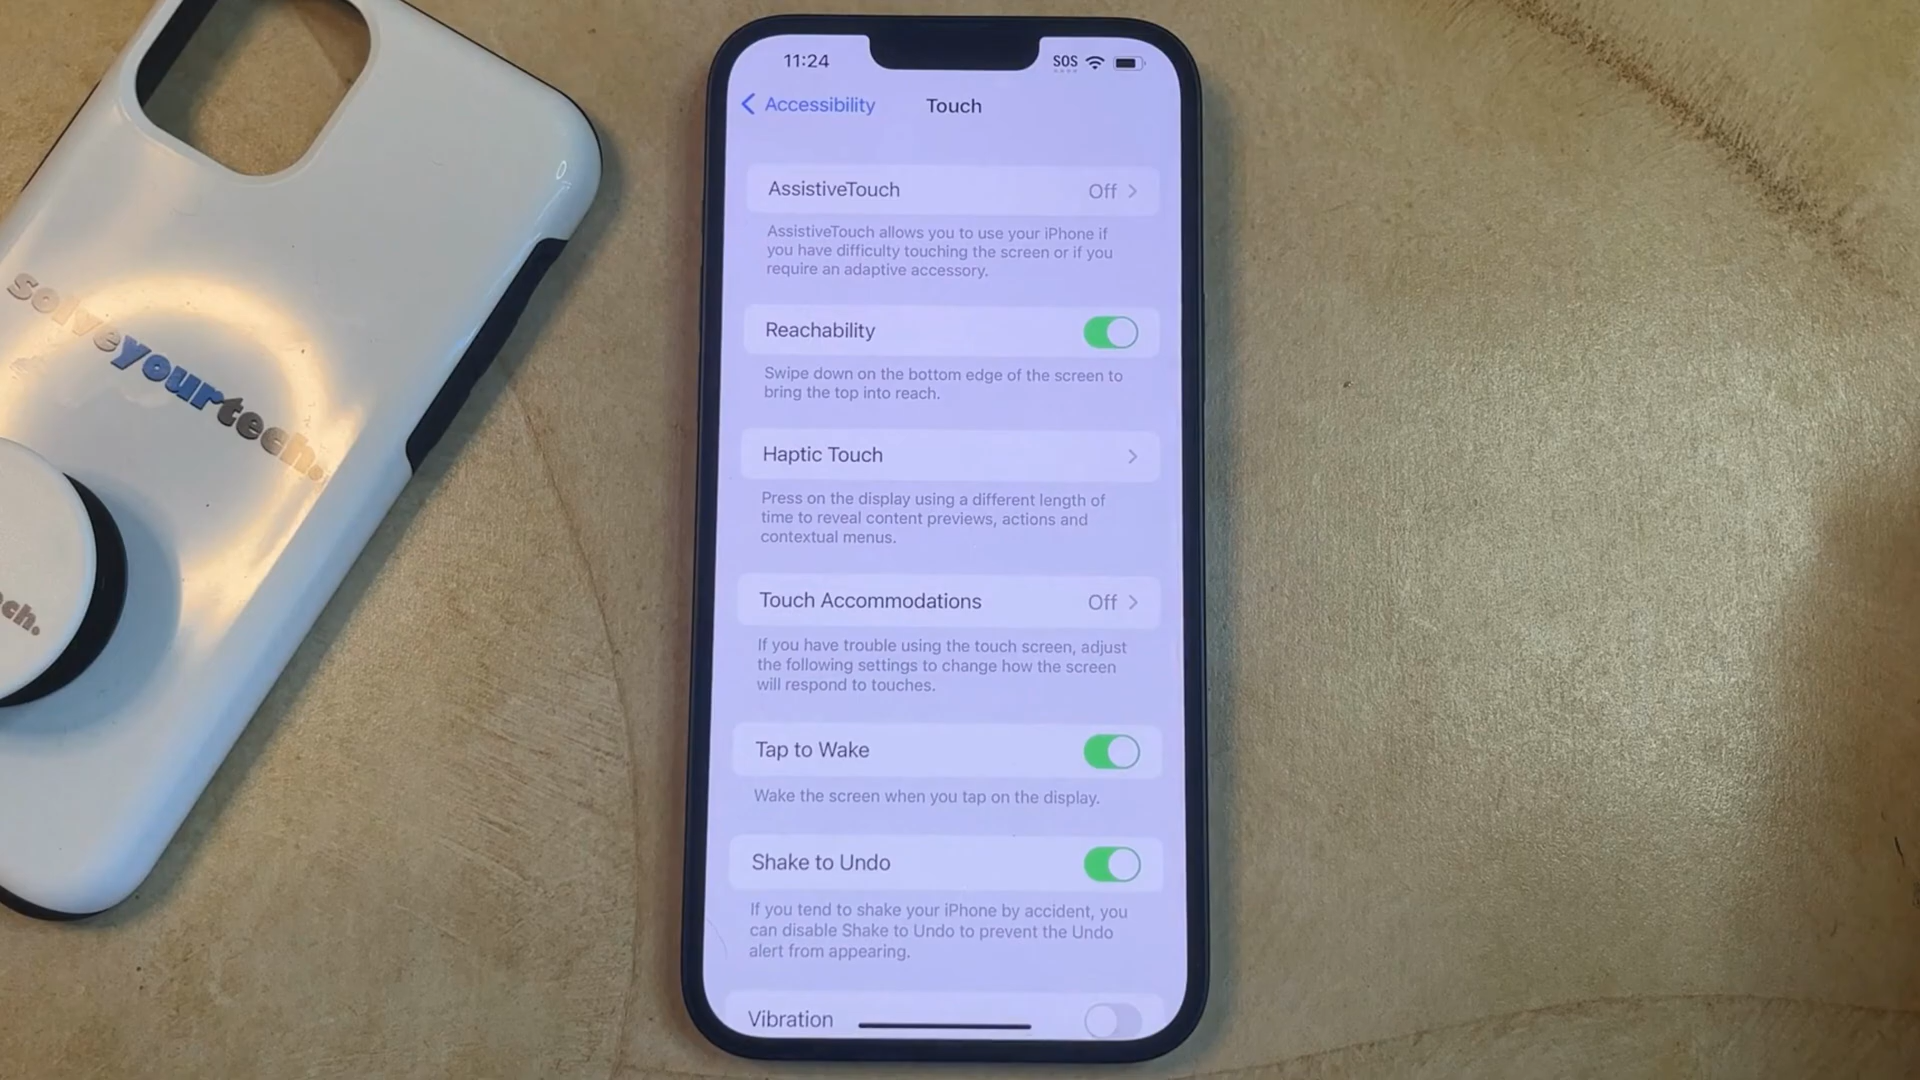 solveyourtech.
ech.
11:24
SOS
Accessibility
Touch
AssistiveTouch
Off
AssistiveTouch allows you to use your iPhone if
you have difficulty touching the screen or if you
require an adaptive accessory.
Reachability
Swipe down on the bottom edge of the screen to
bring the top into reach.
Haptic Touch
Press on the display using a different length of
time to reveal content previews, actions and
contextual menus.
Touch Accommodations
Off
If you have trouble using the touch screen, adjust
the following settings to change how the screen
will respond to touches.
Tap to Wake
Wake the screen when you tap on the display.
Shake to Undo
If you tend to shake your iPhone by accident, you
can disable Shake to Undo to prevent the Undo
alert from appearing.
Vibration